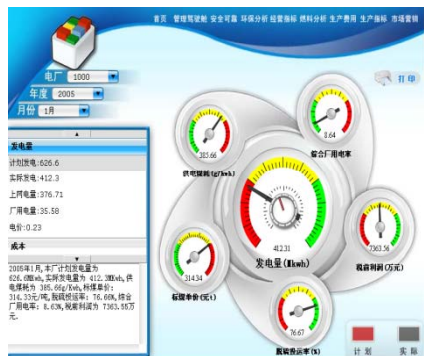 首页 管理驾驶舱 安全可靠 环保分析 经营指标 燃料分析 生产费用 生产指标 市场营销
电厂 1000
年度 2005
月份 1月
打印
发电量
计划发电:626.6
实际发电:412.3
上网电量:376.71
厂用电量:35.58
电价:0.23
成本
2005年1月,本厂计划发电量为
626.6Mkwh,实际发电量为 412.3Mkwh,供
电煤耗为 385.66g/Kwh,标煤单价:
314.33元/吨,脱硫投运率: 76.66%,综合
厂用电率: 8.63%,税前利润为 7363.55万
元.
385.66
供电煤耗(g/kwh)
8.64
综合厂用电率
412.31
发电量(Mkwh)
7363.56
税前利润(万元)
314.34
标煤单价(元t)
76.67
脱硫投运率(%)
计划 实际